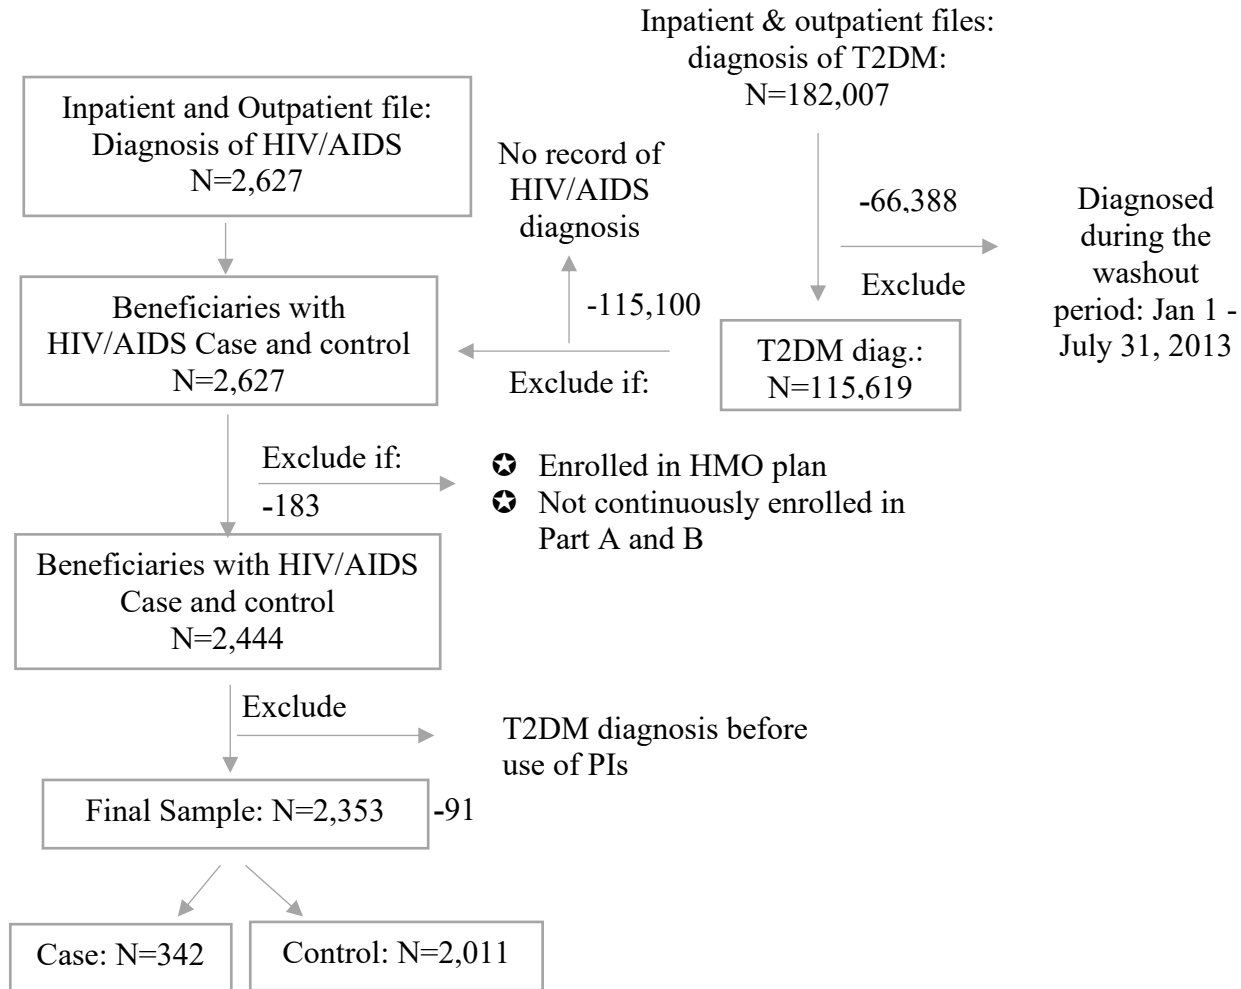 Inpatient & outpatient files:
diagnosis of T2DM:
N=182,007
Inpatient and Outpatient file:
Diagnosis of HIV/AIDS
N=2,627
No record of
HIV/AIDS
diagnosis
-66,388
Exclude
Diagnosed
during the
washout
period: Jan 1 -
July 31, 2013
-115,100
Beneficiaries with
HIV/AIDS Case and control
N=2,627
Exclude if:
T2DM diag.:
N=115,619
Exclude if:
-183
✪ Enrolled in HMO plan
✪ Not continuously enrolled in
Part A and B
Beneficiaries with HIV/AIDS
Case and control
N=2,444
Exclude
T2DM diagnosis before
use of PIs
Final Sample: N=2,353
-91
Case: N=342
Control: N=2,011